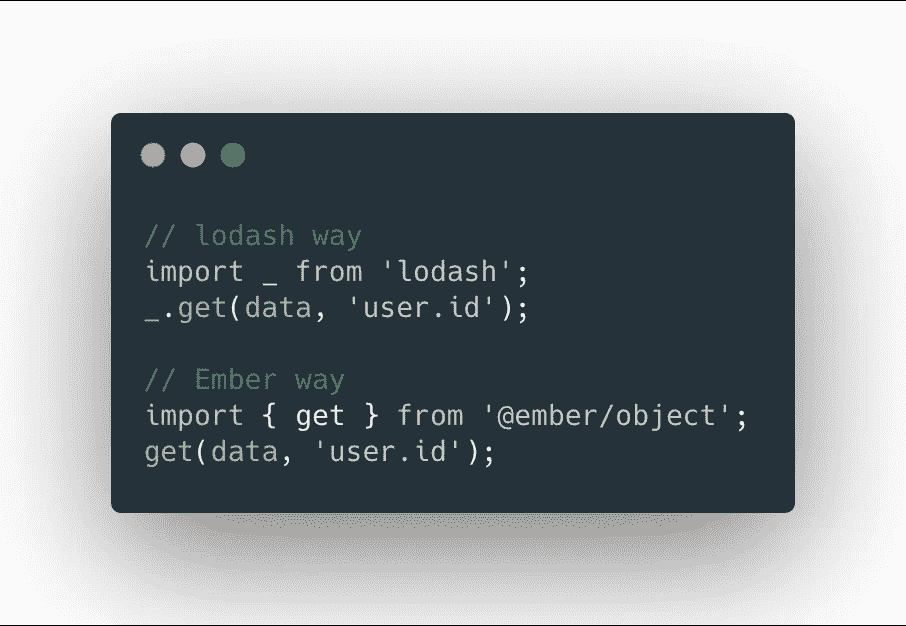 // lodash way
import _ from 'lodash';
_.get(data, 'user.id');
// Ember way
import { get } from '@ember/object';
get(data, 'user.id');